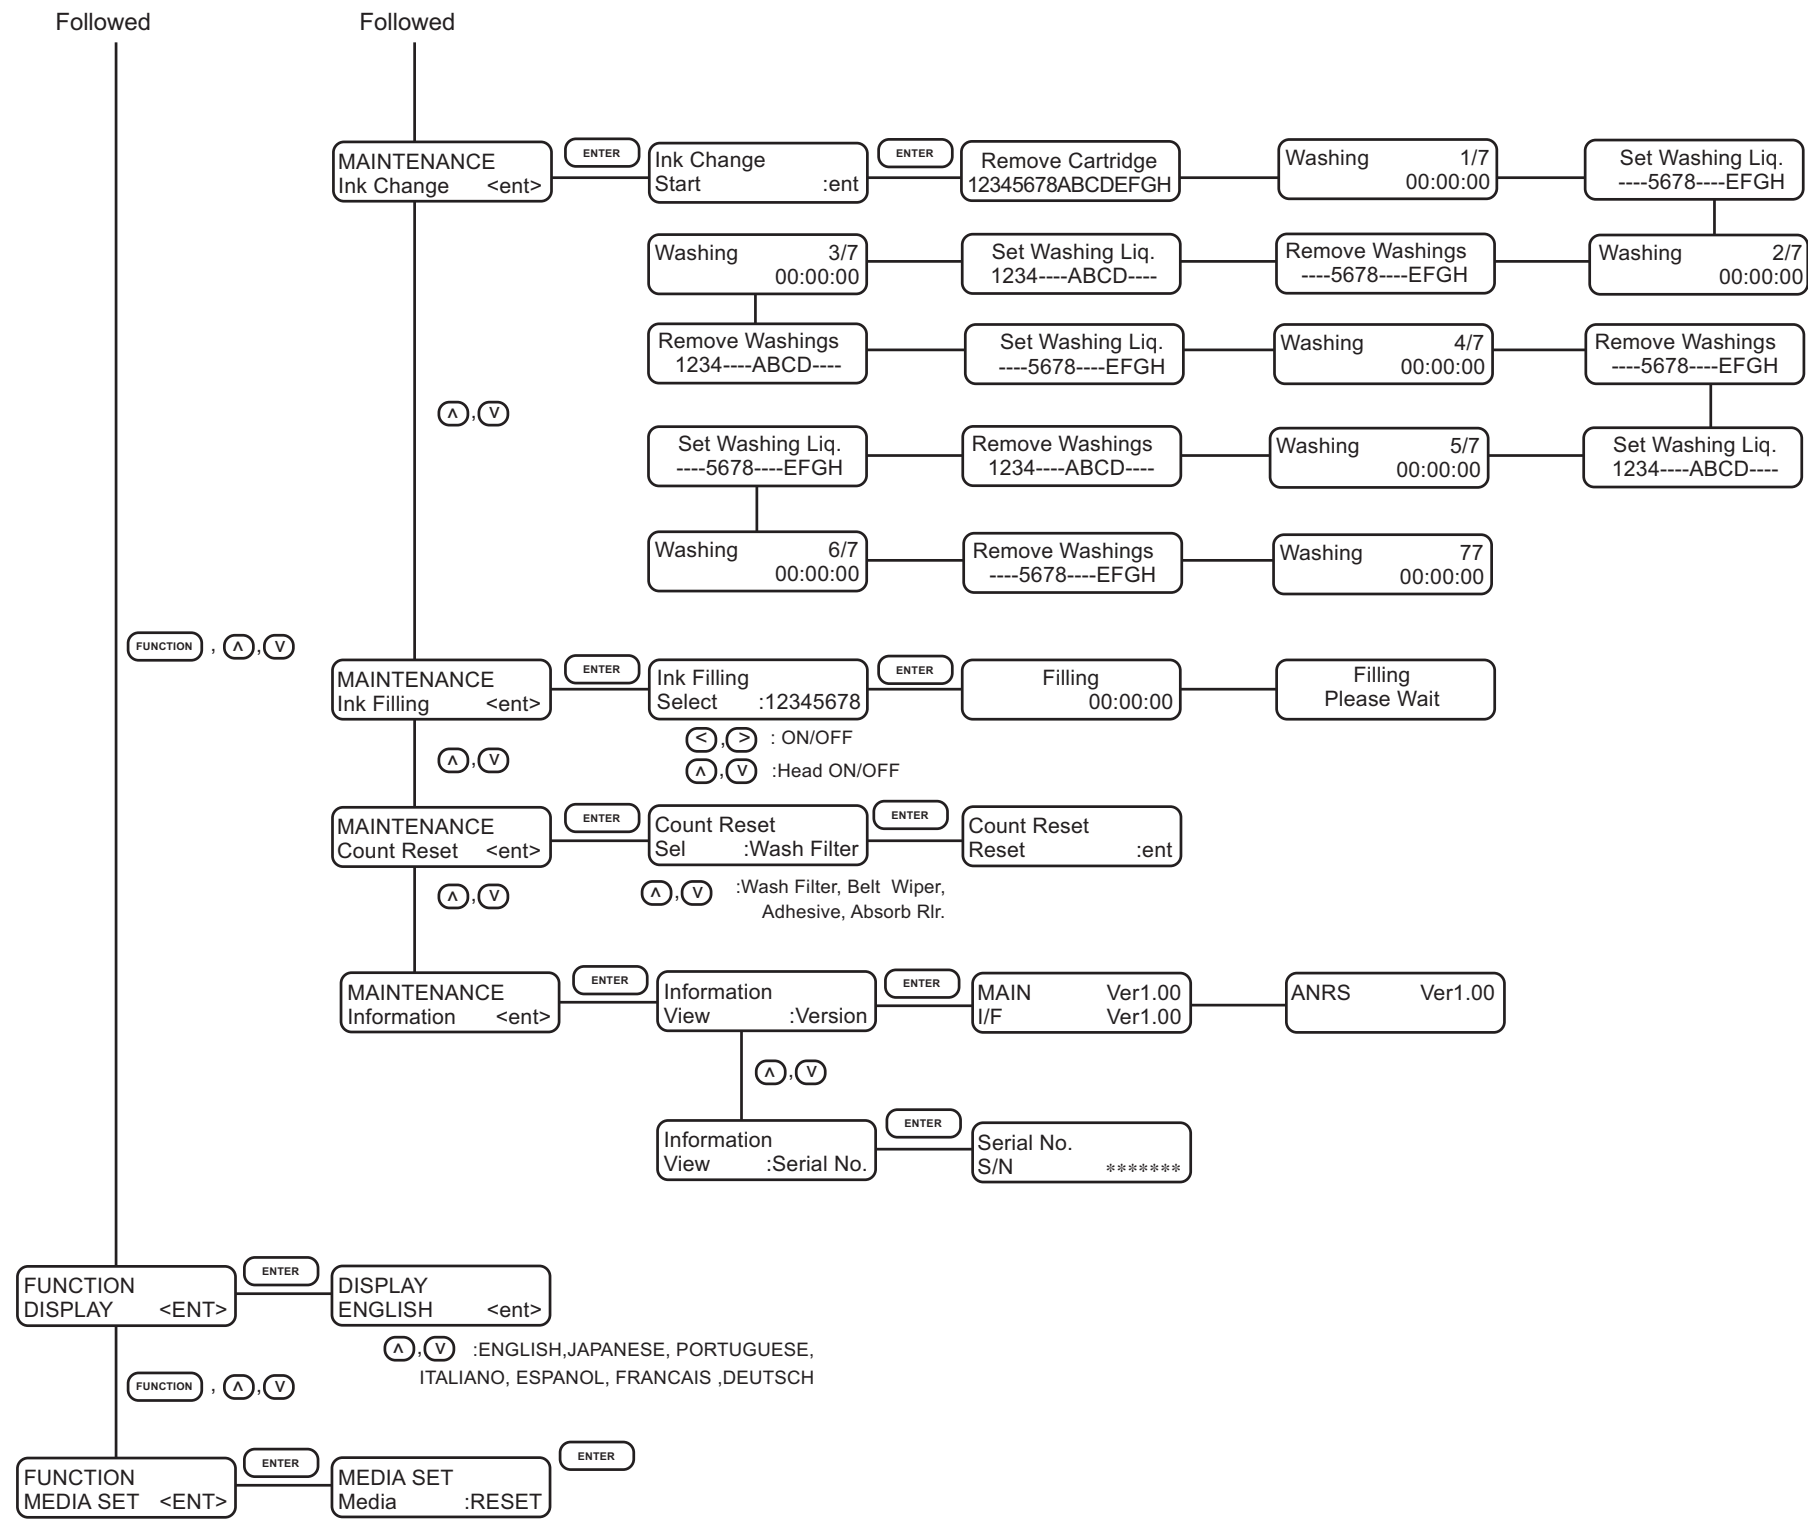 Followed
Followed
MAINTENANCE
Ink Change <ent>
ENTER
Ink Change
Start :ent
ENTER
Remove Cartridge
12345678ABCDEFGH
Washing 1/7
00:00:00
Set Washing Liq.
----5678----EFGH
Washing 3/7
00:00:00
Set Washing Liq.
1234----ABCD----
Remove Washings
----5678----EFGH
Washing 2/7
00:00:00
Remove Washings
1234----ABCD----
Set Washing Liq.
----5678----EFGH
Washing 4/7
00:00:00
Remove Washings
----5678----EFGH
ʌ,v
Set Washing Liq.
----5678----EFGH
Remove Washings
1234----ABCD----
Washing 5/7
00:00:00
Set Washing Liq.
1234----ABCD----
Washing 6/7
00:00:00
Remove Washings
----5678----EFGH
Washing 77
00:00:00
FUNCTION , ʌ,v
MAINTENANCE
Ink Filling <ent>
ENTER
Ink Filling
Select :12345678
ENTER
Filling
00:00:00
Filling
Please Wait
<,> : ON/OFF
ʌ,v :Head ON/OFF
ʌ,v
MAINTENANCE
Count Reset <ent>
ENTER
Count Reset
Sel :Wash Filter
ENTER
Count Reset
Reset :ent
ʌ,v
ʌ,v :Wash Filter, Belt Wiper,
Adhesive, Absorb Rlr.
MAINTENANCE
Information <ent>
ENTER
Information
View :Version
ENTER
MAIN Ver1.00
I/F Ver1.00
ANRS Ver1.00
ʌ,v
Information
View :Serial No.
ENTER
Serial No.
S/N *******
FUNCTION
DISPLAY <ENT>
ENTER
DISPLAY
ENGLISH <ent>
ʌ,v :ENGLISH,JAPANESE, PORTUGUESE,
ITALIANO, ESPANOL, FRANCAIS ,DEUTSCH
FUNCTION , ʌ,v
FUNCTION
MEDIA SET <ENT>
ENTER
MEDIA SET
Media :RESET
ENTER